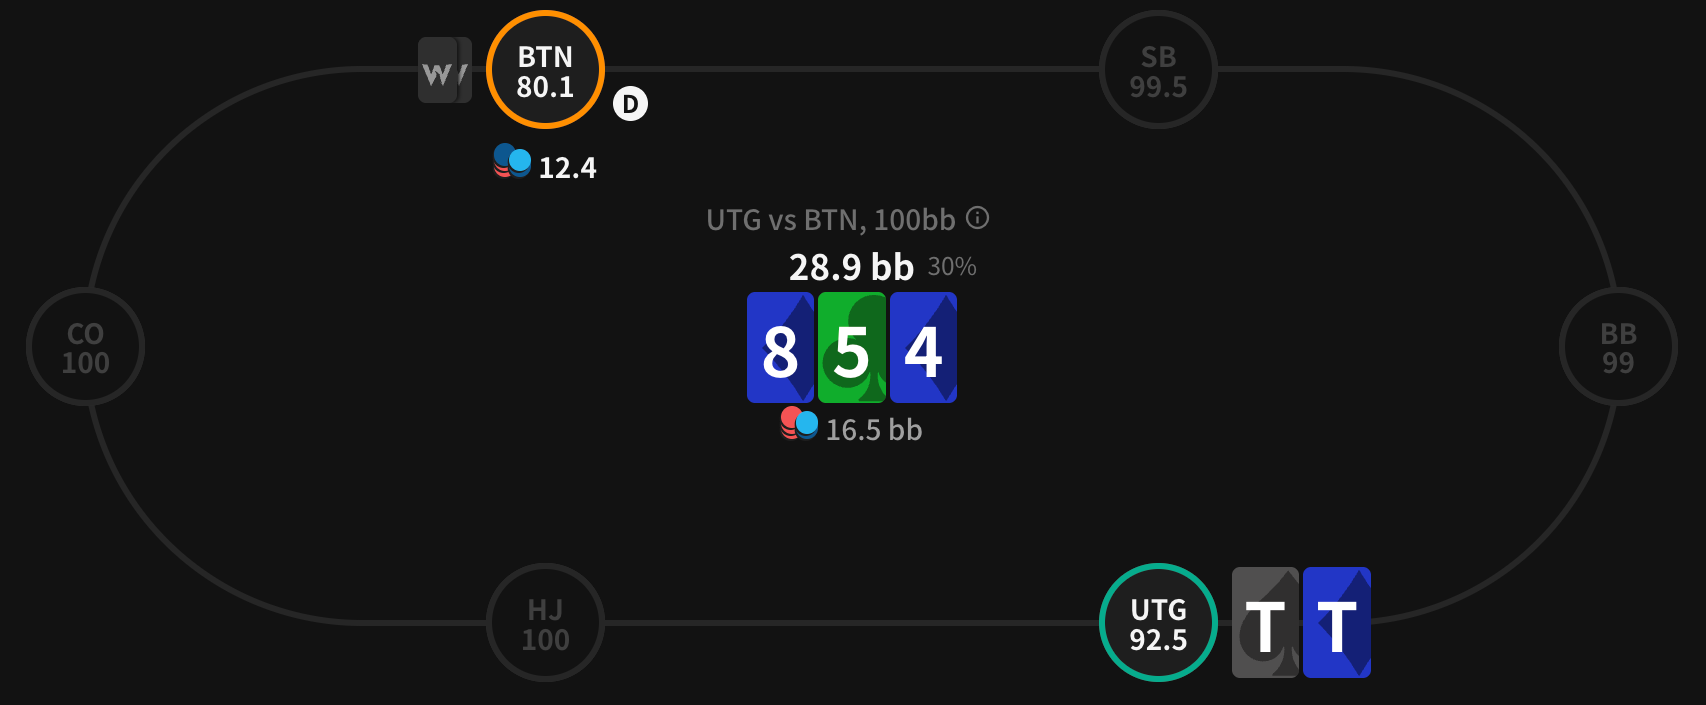 W
BTN
80.1
D
12.4
SB
99.5
UTG vs BTN, 100bb
28.9 bb 30%
8 5 4
16.5 bb
CO
100
BB
99
HJ
100
UTG
92.5
T T